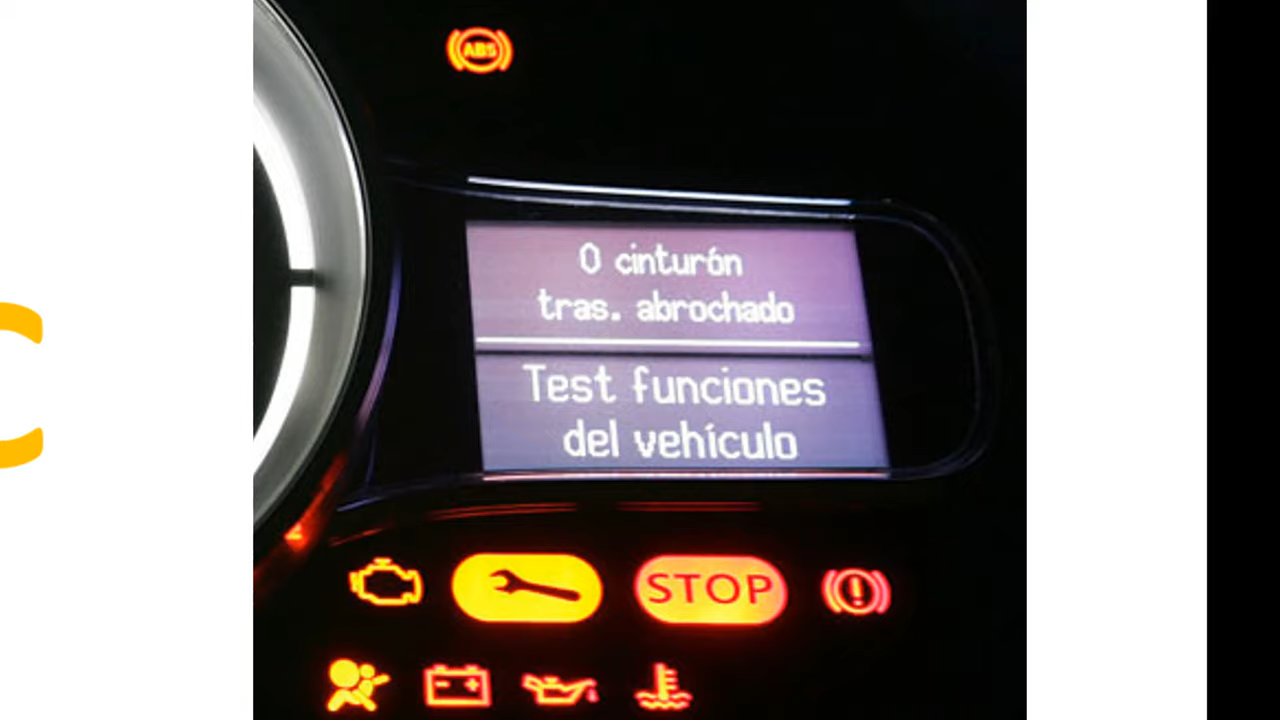 ABS
0 cinturón
tras. abrochado
Test funciones
del vehículo
STOP